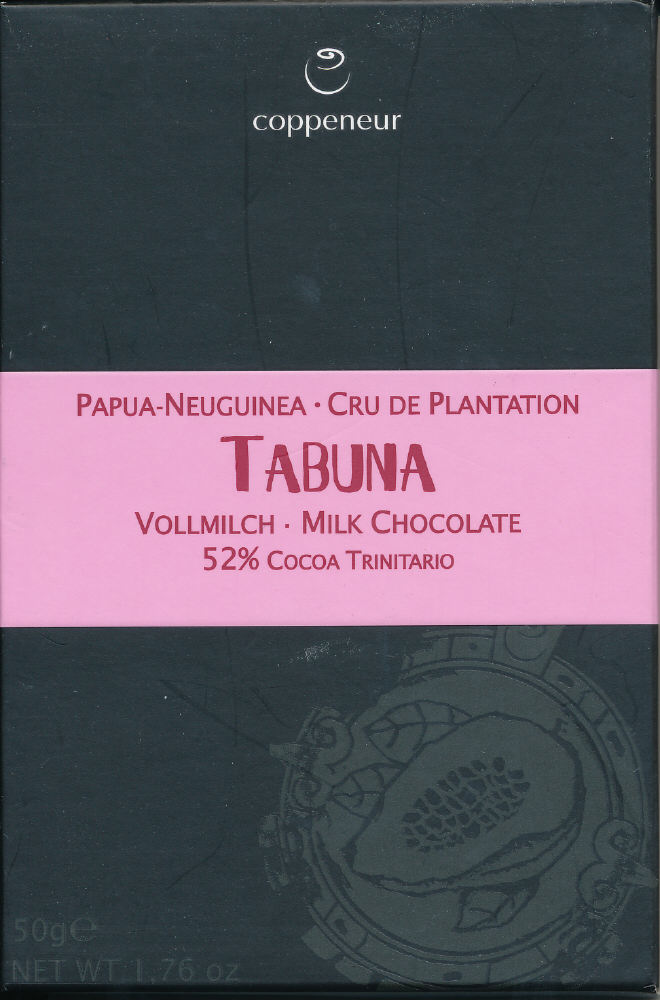 coppeneur
PAPUA-NEUGUINEA · CRU DE PLANTATION
TABUNA
VOLLMILCH · MILK CHOCOLATE
52% COCOA TRINITARIO
50g℮
NET WT.1,76 oz